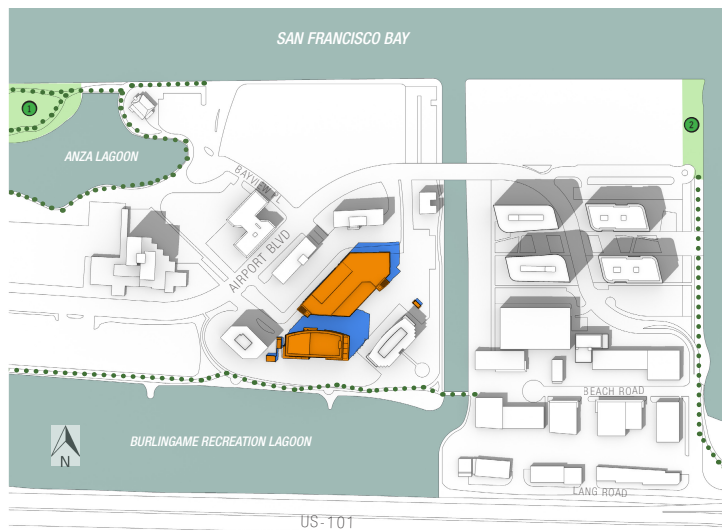 SAN FRANCISCO BAY
1
2
ANZA LAGOON
BAYVIEW
AIRPORT BLVD
BEACH ROAD
BURLINGAME RECREATION LAGOON
N
LANG ROAD
US-101